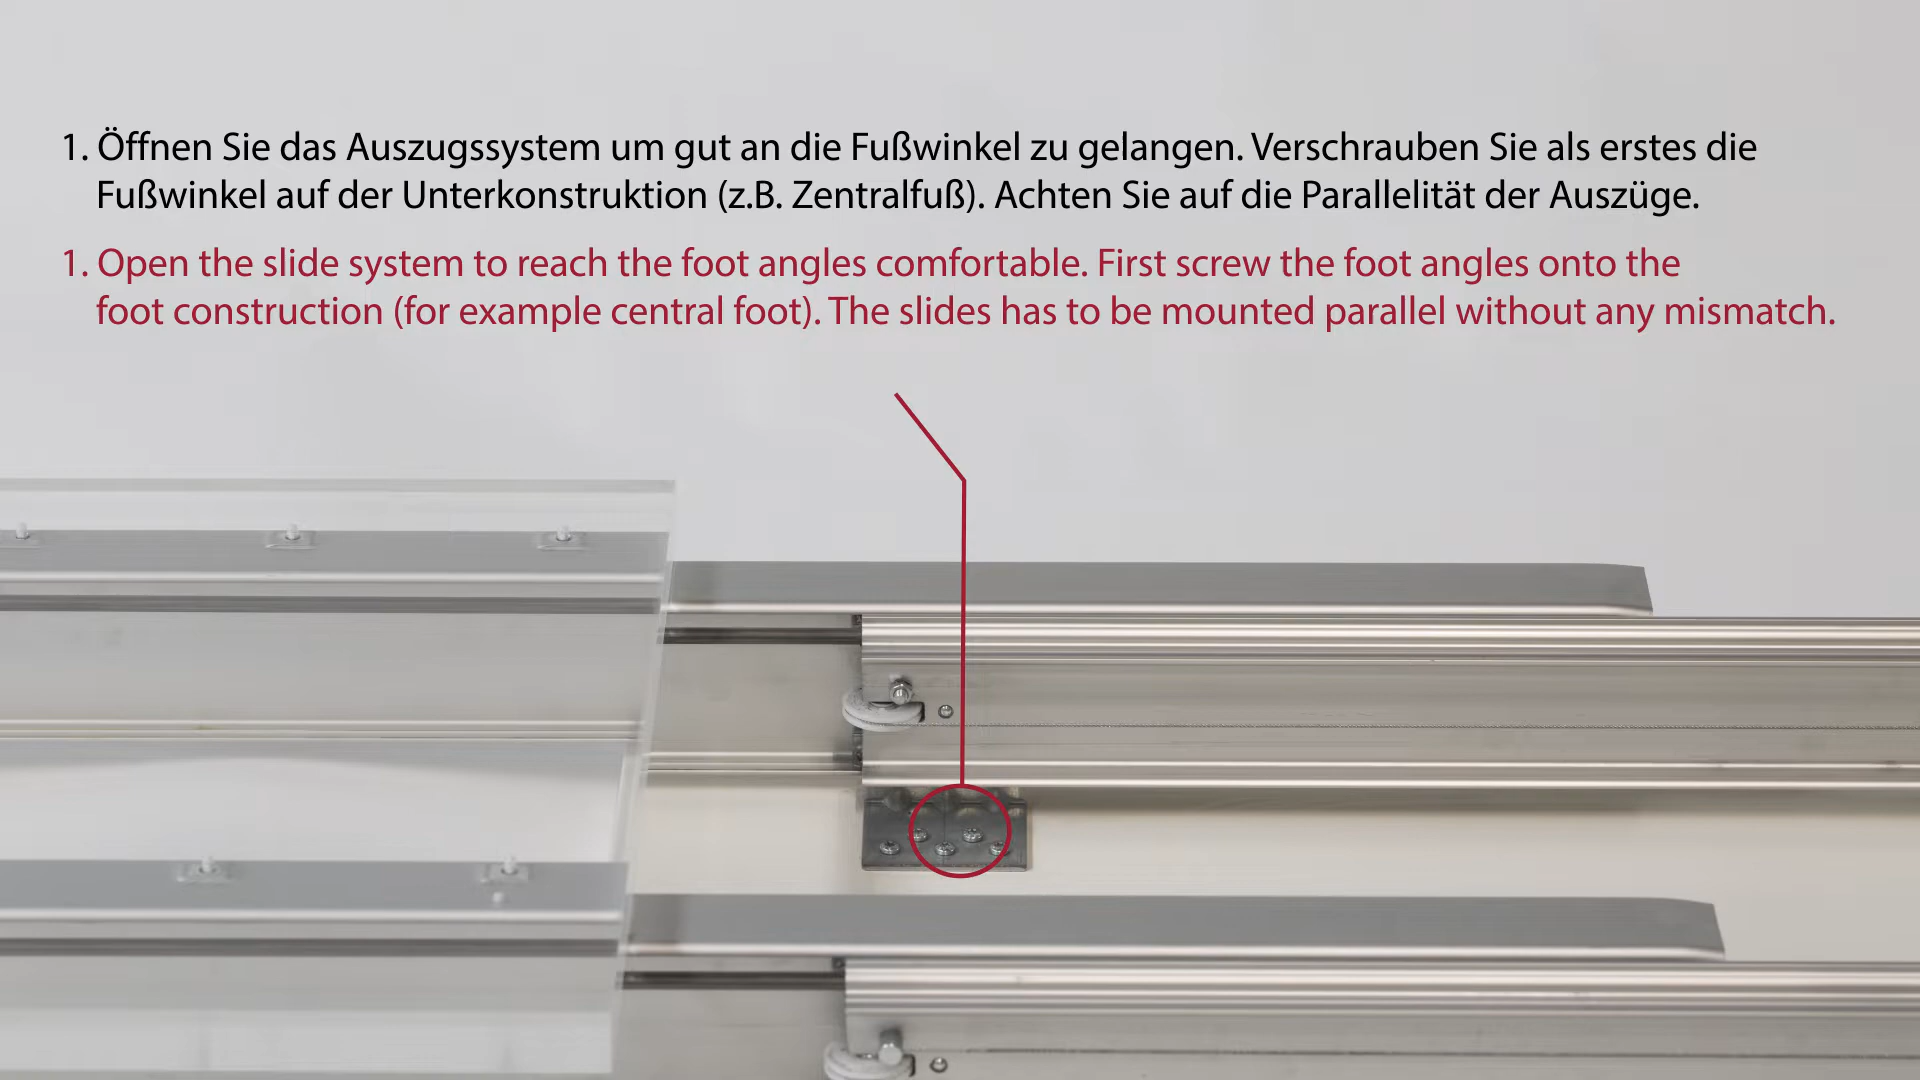 1. Öffnen Sie das Auszugssystem um gut an die Fußwinkel zu gelangen. Verschrauben Sie als erstes die
Fußwinkel auf der Unterkonstruktion (z.B. Zentralfuß). Achten Sie auf die Parallelität der Auszüge.
1. Open the slide system to reach the foot angles comfortable. First screw the foot angles onto the
foot construction (for example central foot). The slides has to be mounted parallel without any mismatch.